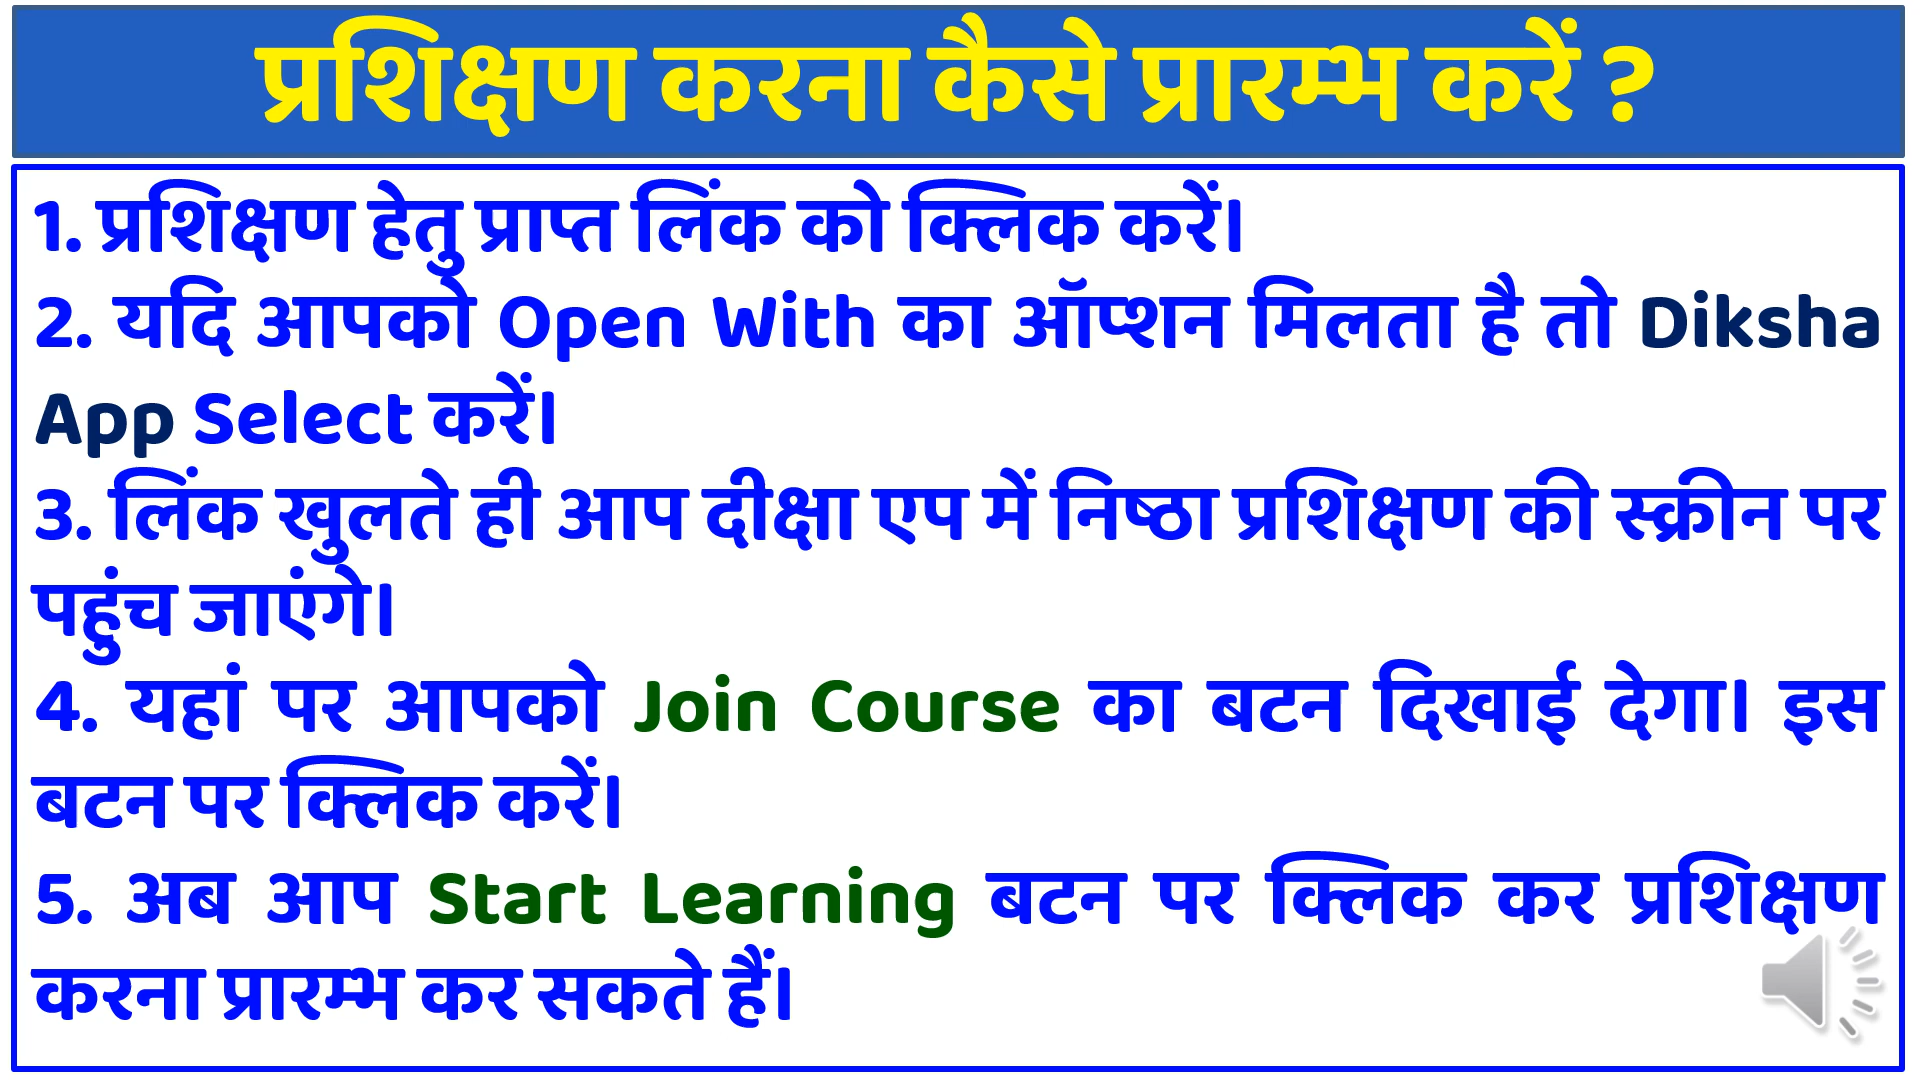 प्रशिक्षण करना कैसे प्रारम्भ करें ?
1. प्रशिक्षण हेतु प्राप्त लिंक को क्लिक करें।
2. यदि आपको Open With का ऑप्शन मिलता है तो Diksha
App Select करें।
3. लिंक खुलते ही आप दीक्षा एप में निष्ठा प्रशिक्षण की स्क्रीन पर
पहुंच जाएंगे।
4. यहां पर आपको Join Course का बटन दिखाई देगा। इस
बटन पर क्लिक करें।
5. अब आप Start Learning बटन पर क्लिक कर प्रशिक्षण
करना प्रारम्भ कर सकते हैं।